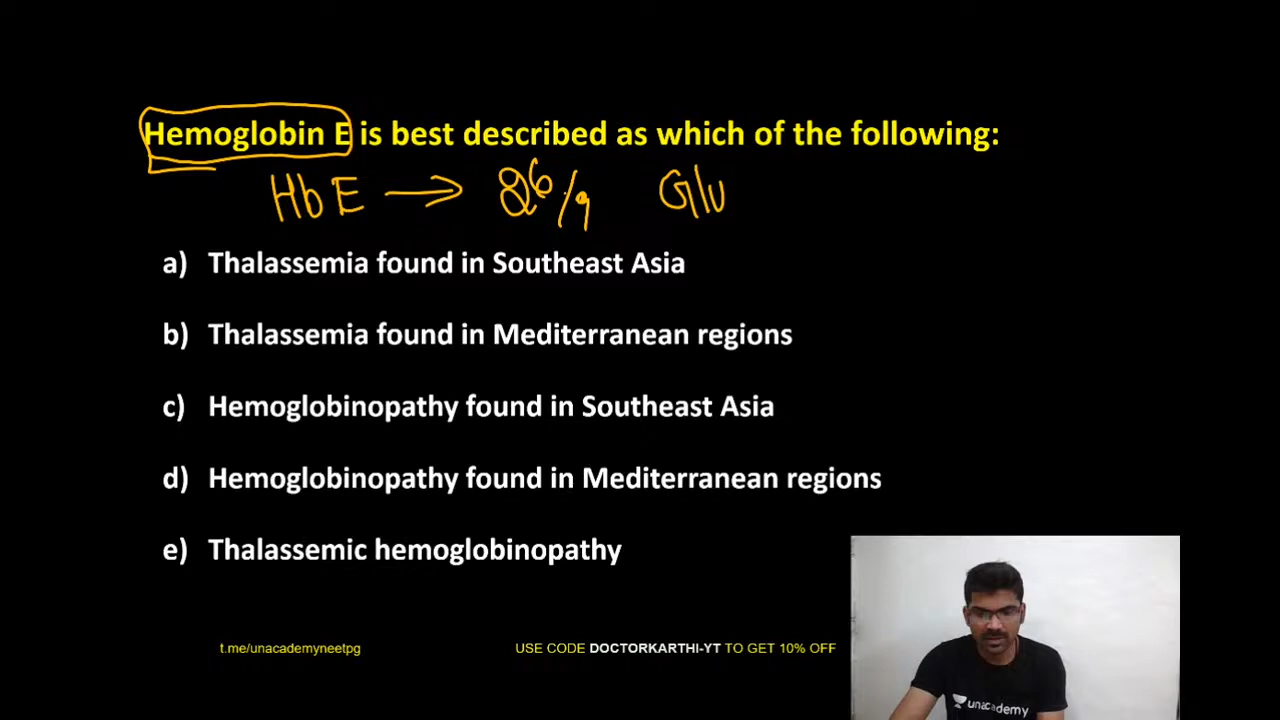 Hemoglobin E is best described as which of the following:
HbE → 26/9 Glu
a) Thalassemia found in Southeast Asia
b) Thalassemia found in Mediterranean regions
c) Hemoglobinopathy found in Southeast Asia
d) Hemoglobinopathy found in Mediterranean regions
e) Thalassemic hemoglobinopathy
t.me/unacademyneetpg USE CODE DOCTORKARTHI-YT TO GET 10% OFF
unacademy